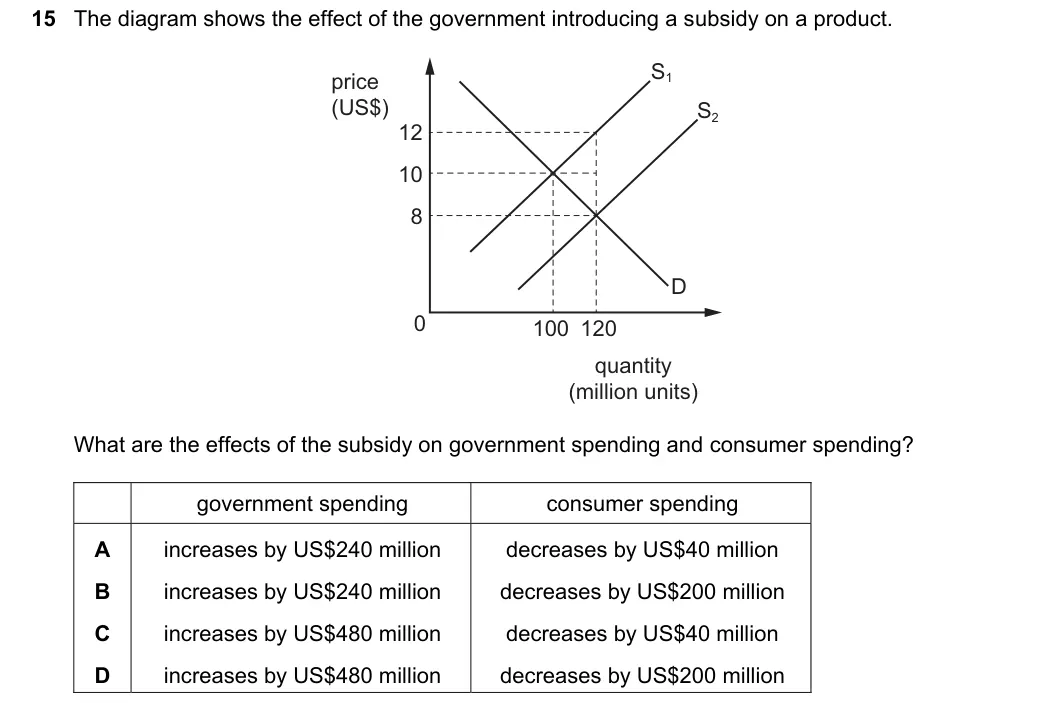 15 The diagram shows the effect of the government introducing a subsidy on a product.
price
(US$)
S1
S2
12
10
8
D
0
100 120
quantity
(million units)
What are the effects of the subsidy on government spending and consumer spending?
government spending consumer spending
A increases by US$240 million decreases by US$40 million
B increases by US$240 million decreases by US$200 million
C increases by US$480 million decreases by US$40 million
D increases by US$480 million decreases by US$200 million